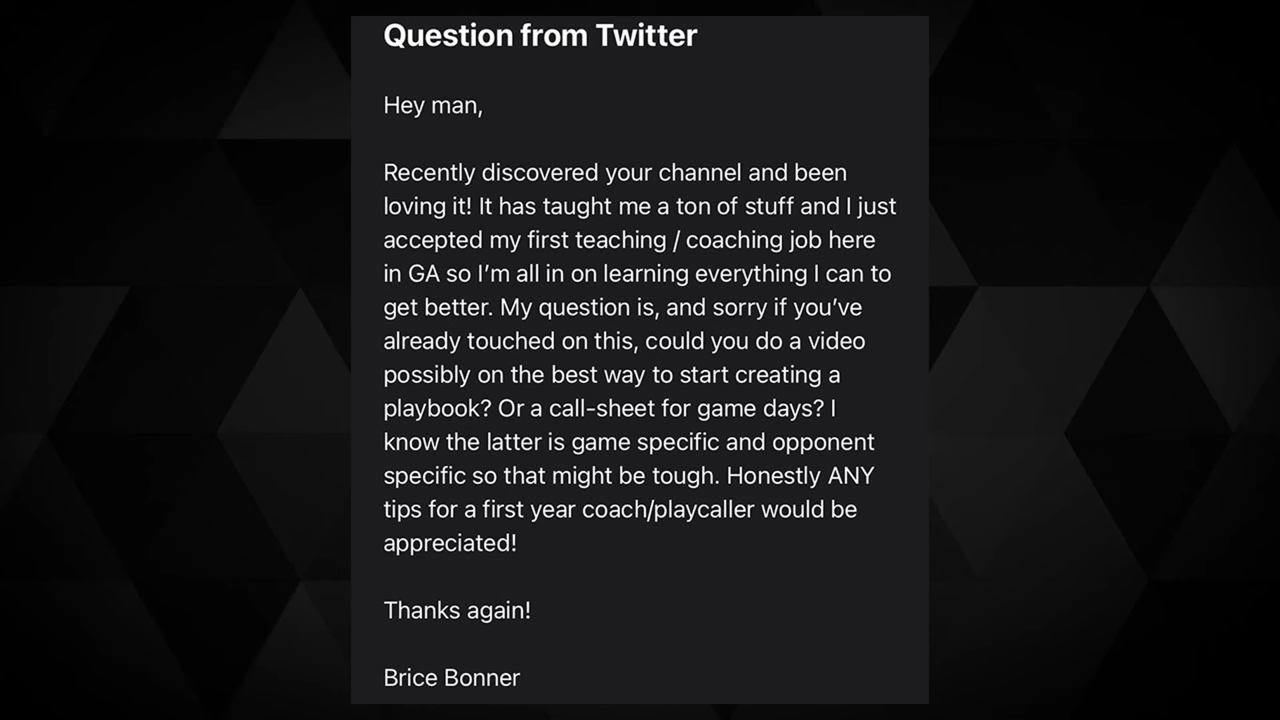 Question from Twitter
Hey man,
Recently discovered your channel and been
loving it! It has taught me a ton of stuff and I just
accepted my first teaching / coaching job here
in GA so I’m all in on learning everything I can to
get better. My question is, and sorry if you’ve
already touched on this, could you do a video
possibly on the best way to start creating a
playbook? Or a call-sheet for game days? I
know the latter is game specific and opponent
specific so that might be tough. Honestly ANY
tips for a first year coach/playcaller would be
appreciated!
Thanks again!
Brice Bonner